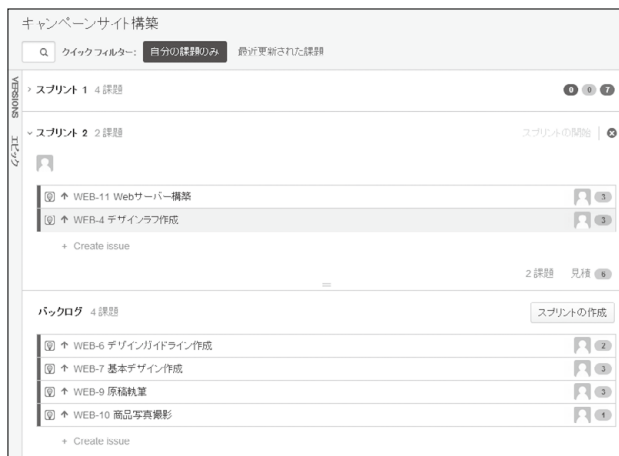 キャンペーンサイト構築
クイックフィルター: 自分の課題のみ 最近更新された課題
VERSIONS
エピック
スプリント 1 4 課題 0 0 7
スプリント 2 2 課題 スプリントの開始
WEB-11 Webサーバー構築 3
WEB-4 デザインラフ作成 3
+ Create issue
2 課題 見積 6
バックログ 4 課題 スプリントの作成
WEB-6 デザインガイドライン作成 2
WEB-7 基本デザイン作成 3
WEB-9 原稿執筆 3
WEB-10 商品写真撮影 1
+ Create issue